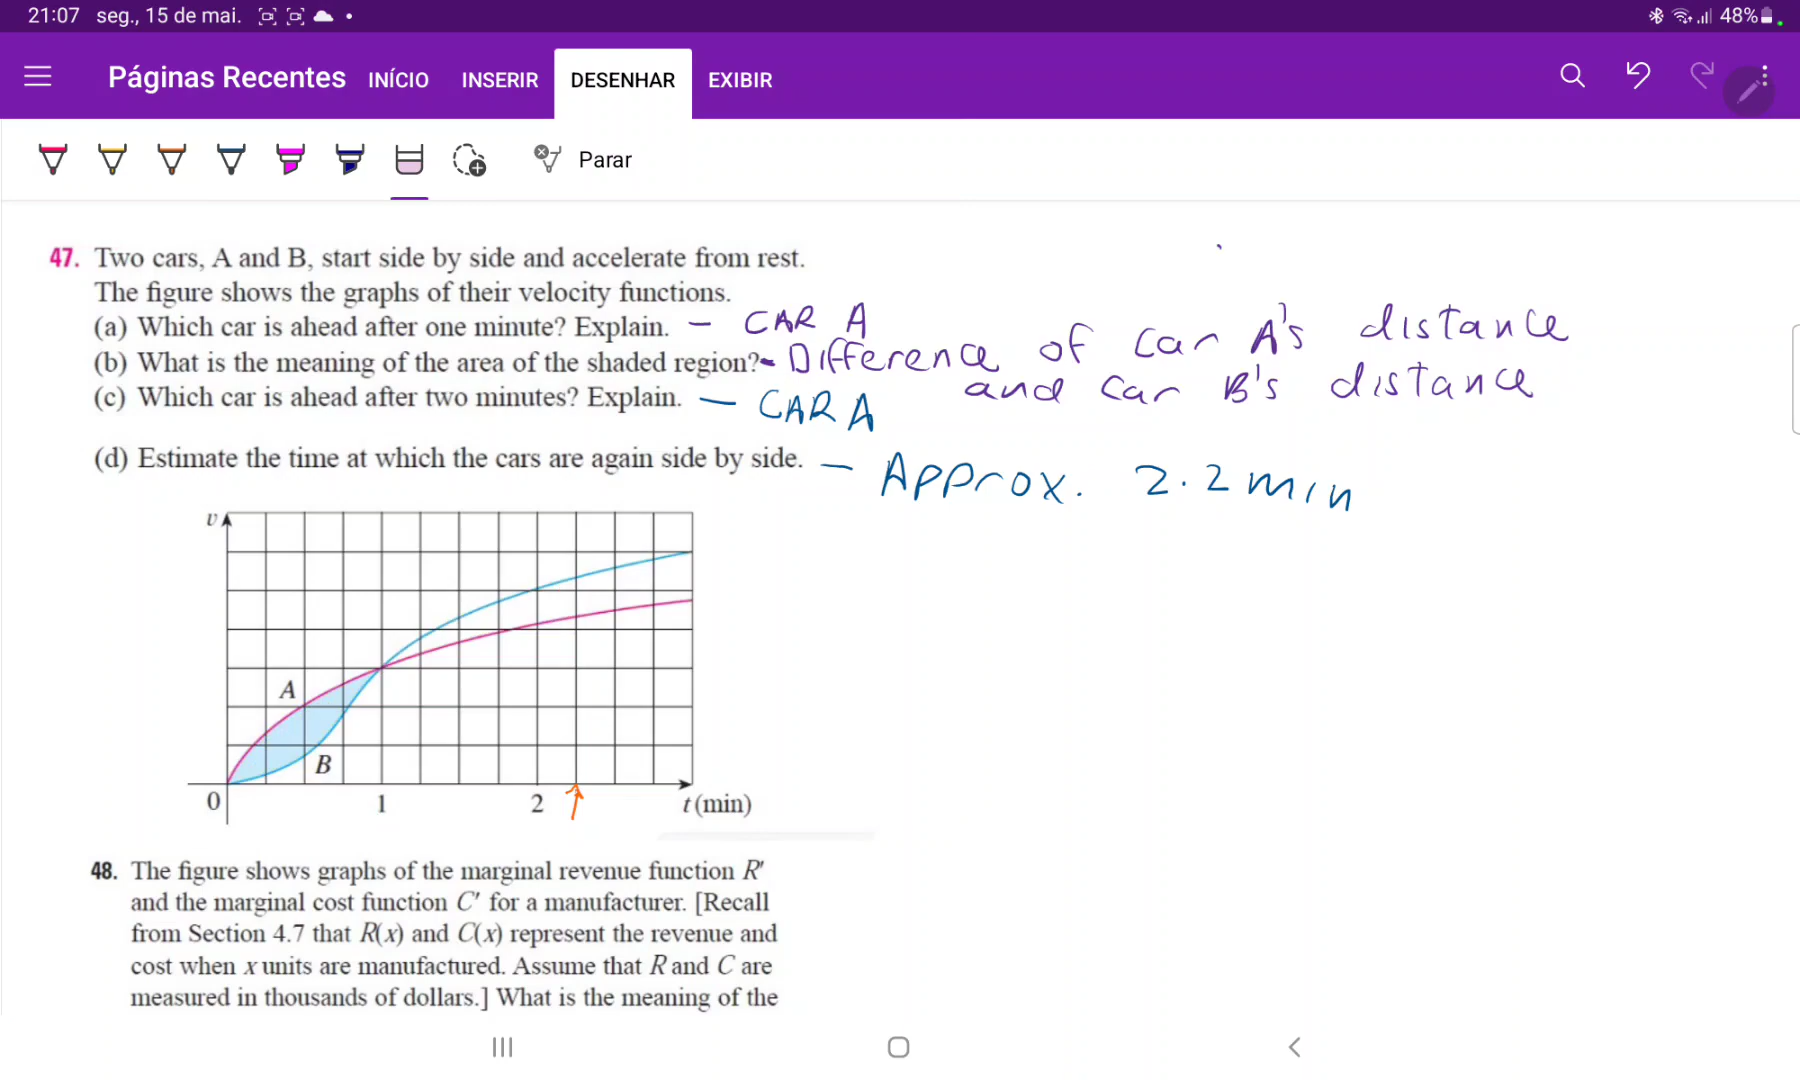 21:07 seg., 15 de mai.
48%
Páginas Recentes INÍCIO INSERIR DESENHAR EXIBIR
Parar
47. Two cars, A and B, start side by side and accelerate from rest.
The figure shows the graphs of their velocity functions.
(a) Which car is ahead after one minute? Explain. – CAR A
(b) What is the meaning of the area of the shaded region? - Difference of car A's distance
and car B's distance
(c) Which car is ahead after two minutes? Explain. – CAR A
(d) Estimate the time at which the cars are again side by side. – Approx. 2.2 min
v
A
B
0 1 2 t (min)
48. The figure shows graphs of the marginal revenue function R′
and the marginal cost function C′ for a manufacturer. [Recall
from Section 4.7 that R(x) and C(x) represent the revenue and
cost when x units are manufactured. Assume that R and C are
measured in thousands of dollars.] What is the meaning of the